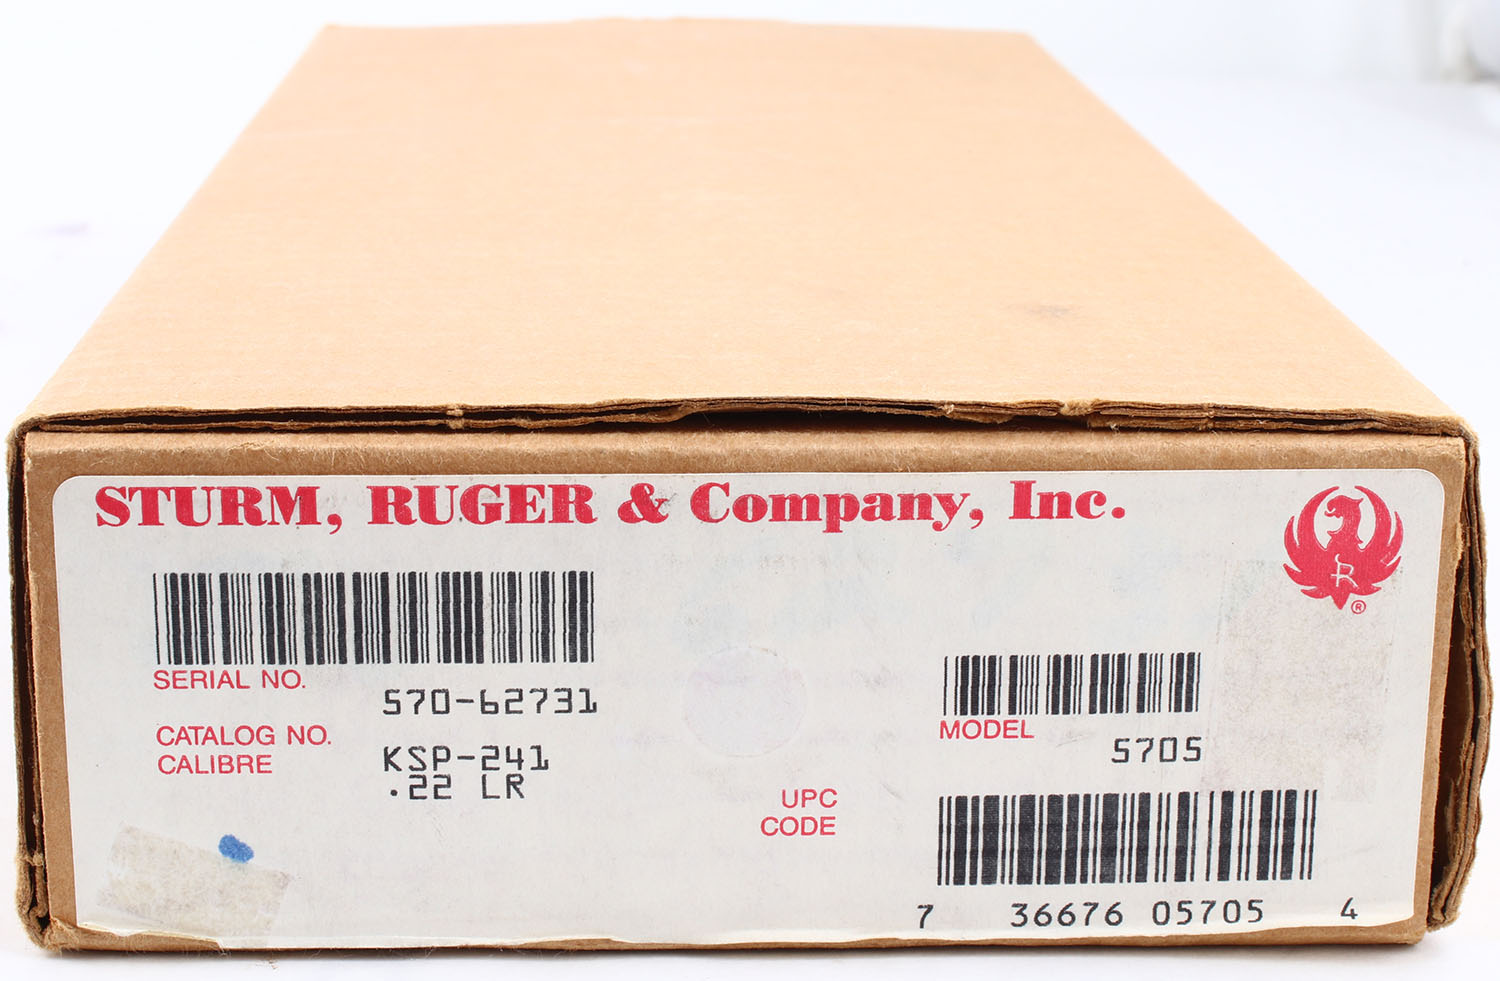 STURM, RUGER & Company, Inc.
R
®
SERIAL NO.
570-62731
CATALOG NO.
KSP-241
CALIBRE
.22 LR
MODEL
5705
UPC
CODE
7 36676 05705 4